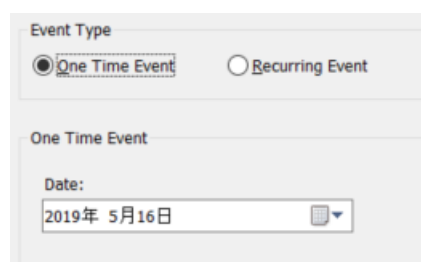 Event Type
One Time Event Recurring Event
One Time Event
Date:
2019年 5月16日